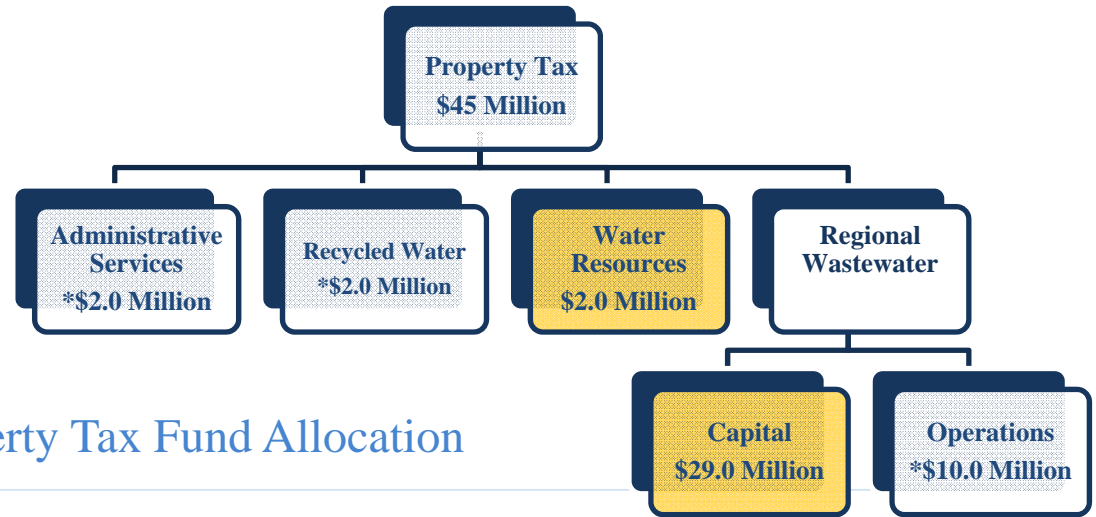 Property Tax
$45 Million
Administrative
Services
*$2.0 Million
Recycled Water
*$2.0 Million
Water
Resources
$2.0 Million
Regional
Wastewater
Capital
$29.0 Million
Operations
*$10.0 Million
erty Tax Fund Allocation